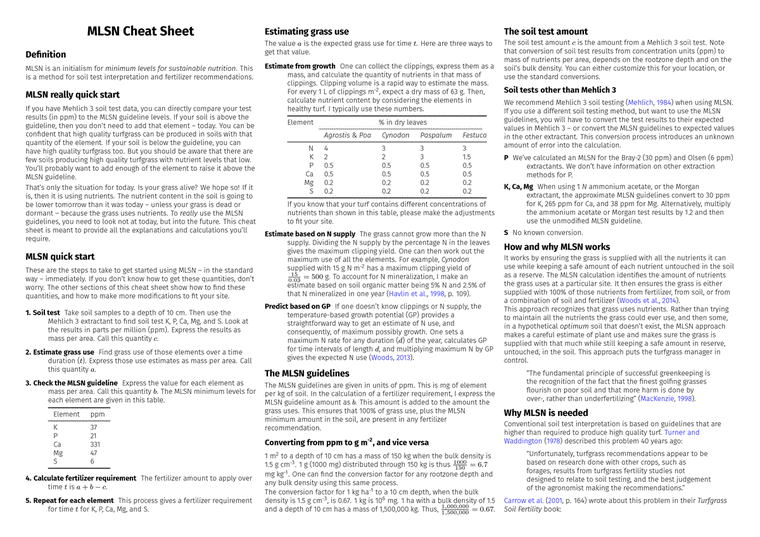 MLSN Cheat Sheet
Definition
MLSN is an initialism for minimum levels for sustainable nutrition. This
is a method for soil test interpretation and fertilizer recommendations.
MLSN really quick start
If you have Mehlich 3 soil test data, you can directly compare your test
results (in ppm) to the MLSN guideline levels. If your soil is above the
guideline, then you don't need to add that element – today. You can be
confident that high quality turfgrass can be produced in soils with that
quantity of the element. If your soil is below the guideline, you can
have high quality turfgrass too. But you should be aware that there are
few soils producing high quality turfgrass with nutrient levels that low.
You'll probably want to add enough of the element to raise it above the
MLSN guideline.
That's only the situation for today. Is your grass alive? We hope so! If it
is, then it is using nutrients. The nutrient content in the soil is going to
be lower tomorrow than it was today – unless your grass is dead or
dormant – because the grass uses nutrients. To really use the MLSN
guidelines, you need to look not at today, but into the future. This cheat
sheet is meant to provide all the explanations and calculations you'll
require.
MLSN quick start
These are the steps to take to get started using MLSN – in the standard
way – immediately. If you don't know how to get these quantities, don't
worry. The other sections of this cheat sheet show how to find these
quantities, and how to make more modifications to fit your site.
1. Soil test Take soil samples to a depth of 10 cm. Then use the
Mehlich 3 extractant to find soil test K, P, Ca, Mg, and S. Look at
the results in parts per million (ppm). Express the results as
mass per area. Call this quantity c.
2. Estimate grass use Find grass use of those elements over a time
duration (t). Express those use estimates as mass per area. Call
this quantity a.
3. Check the MLSN guideline Express the value for each element as
mass per area. Call this quantity b. The MLSN minimum levels for
each element are given in this table.
Element ppm
K 37
P 21
Ca 331
Mg 47
S 6
4. Calculate fertilizer requirement The fertilizer amount to apply over
time t is a + b − c.
5. Repeat for each element This process gives a fertilizer requirement
for time t for K, P, Ca, Mg, and S.
Estimating grass use
The value a is the expected grass use for time t. Here are three ways to
get that value.
Estimate from growth One can collect the clippings, express them as a
mass, and calculate the quantity of nutrients in that mass of
clippings. Clipping volume is a rapid way to estimate the mass.
For every 1 L of clippings m⁻², expect a dry mass of 63 g. Then,
calculate nutrient content by considering the elements in
healthy turf. I typically use these numbers.
Element % in dry leaves
Agrostis & Poa Cynodon Paspalum Festuca
N 4 3 3 3
K 2 2 3 1.5
P 0.5 0.5 0.5 0.5
Ca 0.5 0.5 0.5 0.5
Mg 0.2 0.2 0.2 0.2
S 0.2 0.2 0.2 0.2
If you know that your turf contains different concentrations of
nutrients than shown in this table, please make the adjustments
to fit your site.
Estimate based on N supply The grass cannot grow more than the N
supply. Dividing the N supply by the percentage N in the leaves
gives the maximum clipping yield. One can then work out the
maximum use of all the elements. For example, Cynodon
supplied with 15 g N m⁻² has a maximum clipping yield of
15/0.03 = 500 g. To account for N mineralization, I make an
estimate based on soil organic matter being 5% N and 2.5% of
that N mineralized in one year (Havlin et al., 1998, p. 109).
Predict based on GP If one doesn't know clippings or N supply, the
temperature-based growth potential (GP) provides a
straightforward way to get an estimate of N use, and
consequently, of maximum possibly growth. One sets a
maximum N rate for any duration (d) of the year, calculates GP
for time intervals of length d, and multiplying maximum N by GP
gives the expected N use (Woods, 2013).
The MLSN guidelines
The MLSN guidelines are given in units of ppm. This is mg of element
per kg of soil. In the calculation of a fertilizer requirement, I express the
MLSN guideline amount as b. This amount is added to the amount the
grass uses. This ensures that 100% of grass use, plus the MLSN
minimum amount in the soil, are present in any fertilizer
recommendation.
Converting from ppm to g m⁻², and vice versa
1 m² to a depth of 10 cm has a mass of 150 kg when the bulk density is
1.5 g cm⁻³. 1 g (1000 mg) distributed through 150 kg is thus 1000/150 = 6.7
mg kg⁻¹. One can find the conversion factor for any rootzone depth and
any bulk density using this same process.
The conversion factor for 1 kg ha⁻¹ to a 10 cm depth, when the bulk
density is 1.5 g cm⁻³, is 0.67. 1 kg is 10⁶ mg. 1 ha with a bulk density of 1.5
and a depth of 10 cm has a mass of 1,500,000 kg. Thus, 1,000,000/1,500,000 = 0.67.
The soil test amount
The soil test amount c is the amount from a Mehlich 3 soil test. Note
that conversion of soil test results from concentration units (ppm) to
mass of nutrients per area, depends on the rootzone depth and on the
soil's bulk density. You can either customize this for your location, or
use the standard conversions.
Soil tests other than Mehlich 3
We recommend Mehlich 3 soil testing (Mehlich, 1984) when using MLSN.
If you use a different soil testing method, but want to use the MLSN
guidelines, you will have to convert the test results to their expected
values in Mehlich 3 – or convert the MLSN guidelines to expected values
in the other extractant. This conversion process introduces an unknown
amount of error into the calculation.
P We've calculated an MLSN for the Bray-2 (30 ppm) and Olsen (6 ppm)
extractants. We don't have information on other extraction
methods for P.
K, Ca, Mg When using 1 N ammonium acetate, or the Morgan
extractant, the approximate MLSN guidelines convert to 30 ppm
for K, 265 ppm for Ca, and 38 ppm for Mg. Alternatively, multiply
the ammonium acetate or Morgan test results by 1.2 and then
use the unmodified MLSN guideline.
S No known conversion.
How and why MLSN works
It works by ensuring the grass is supplied with all the nutrients it can
use while keeping a safe amount of each nutrient untouched in the soil
as a reserve. The MLSN calculation identifies the amount of nutrients
the grass uses at a particular site. It then ensures the grass is either
supplied with 100% of those nutrients from fertilizer, from soil, or from
a combination of soil and fertilizer (Woods et al., 2014).
This approach recognizes that grass uses nutrients. Rather than trying
to maintain all the nutrients the grass could ever use, and then some,
in a hypothetical optimum soil that doesn't exist, the MLSN approach
makes a careful estimate of plant use and makes sure the grass is
supplied with that much while still keeping a safe amount in reserve,
untouched, in the soil. This approach puts the turfgrass manager in
control.
"The fundamental principle of successful greenkeeping is
the recognition of the fact that the finest golfing grasses
flourish on poor soil and that more harm is done by
over-, rather than underfertilizing" (MacKenzie, 1998).
Why MLSN is needed
Conventional soil test interpretation is based on guidelines that are
higher than required to produce high quality turf. Turner and
Waddington (1978) described this problem 40 years ago:
"Unfortunately, turfgrass recommendations appear to be
based on research done with other crops, such as
forages, results from turfgrass fertility studies not
designed to relate to soil testing, and the best judgement
of the agronomist making the recommendations."
Carrow et al. (2001, p. 164) wrote about this problem in their Turfgrass
Soil Fertility book: